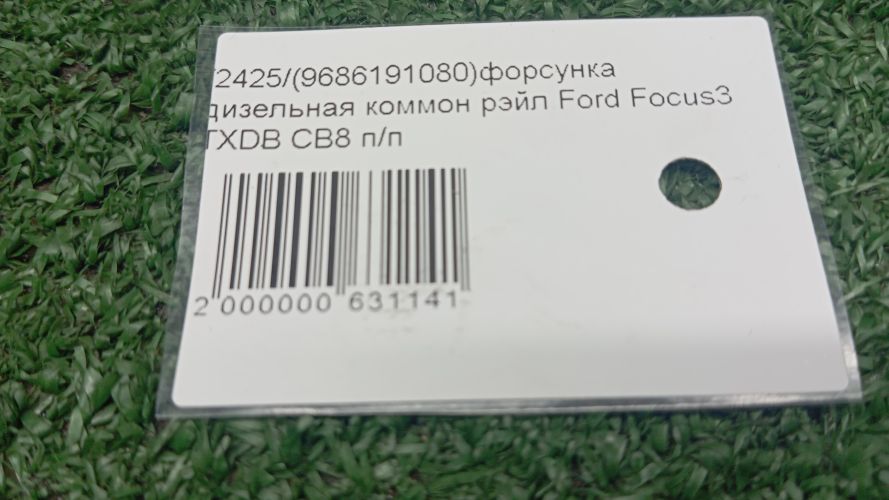 2425/(9686191080)форсунка
дизельная коммон рэйл Ford Focus3
TXDB CB8 п/п
2 000000 631141